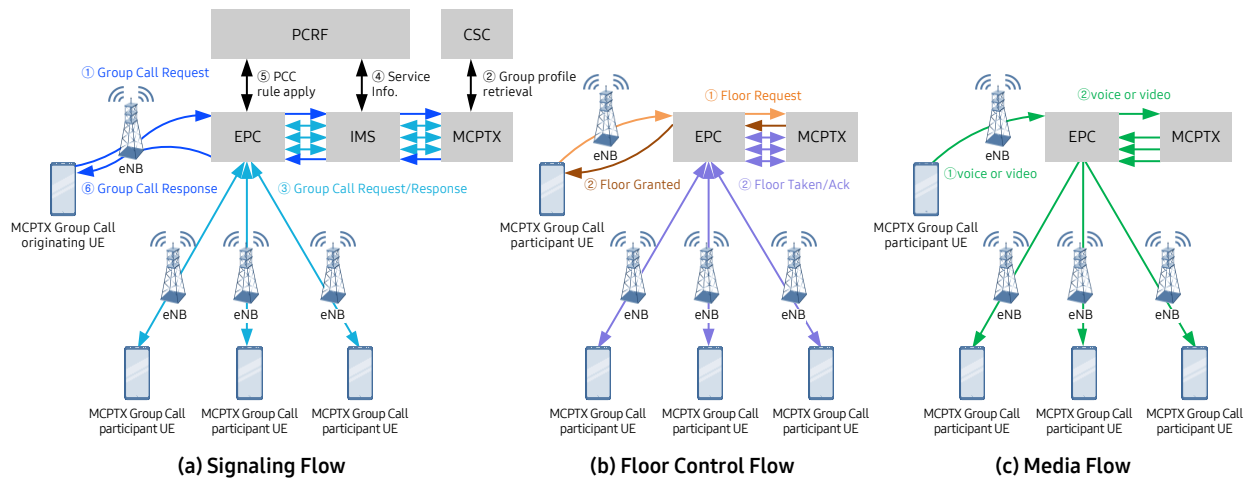 PCRF
CSC
① Group Call Request
⑤ PCC
rule apply
④ Service
Info.
② Group profile
retrieval
EPC
IMS
MCPTX
eNB
⑥ Group Call Response
③ Group Call Request/Response
MCPTX Group Call
originating UE
eNB
eNB
eNB
MCPTX Group Call
participant UE
MCPTX Group Call
participant UE
MCPTX Group Call
participant UE
(a) Signaling Flow
① Floor Request
EPC
MCPTX
eNB
② Floor Granted
② Floor Taken/Ack
MCPTX Group Call
participant UE
eNB
eNB
eNB
MCPTX Group Call
participant UE
MCPTX Group Call
participant UE
MCPTX Group Call
participant UE
(b) Floor Control Flow
②voice or video
EPC
MCPTX
eNB
①voice or video
MCPTX Group Call
participant UE
eNB
eNB
eNB
MCPTX Group Call
participant UE
MCPTX Group Call
participant UE
MCPTX Group Call
participant UE
(c) Media Flow